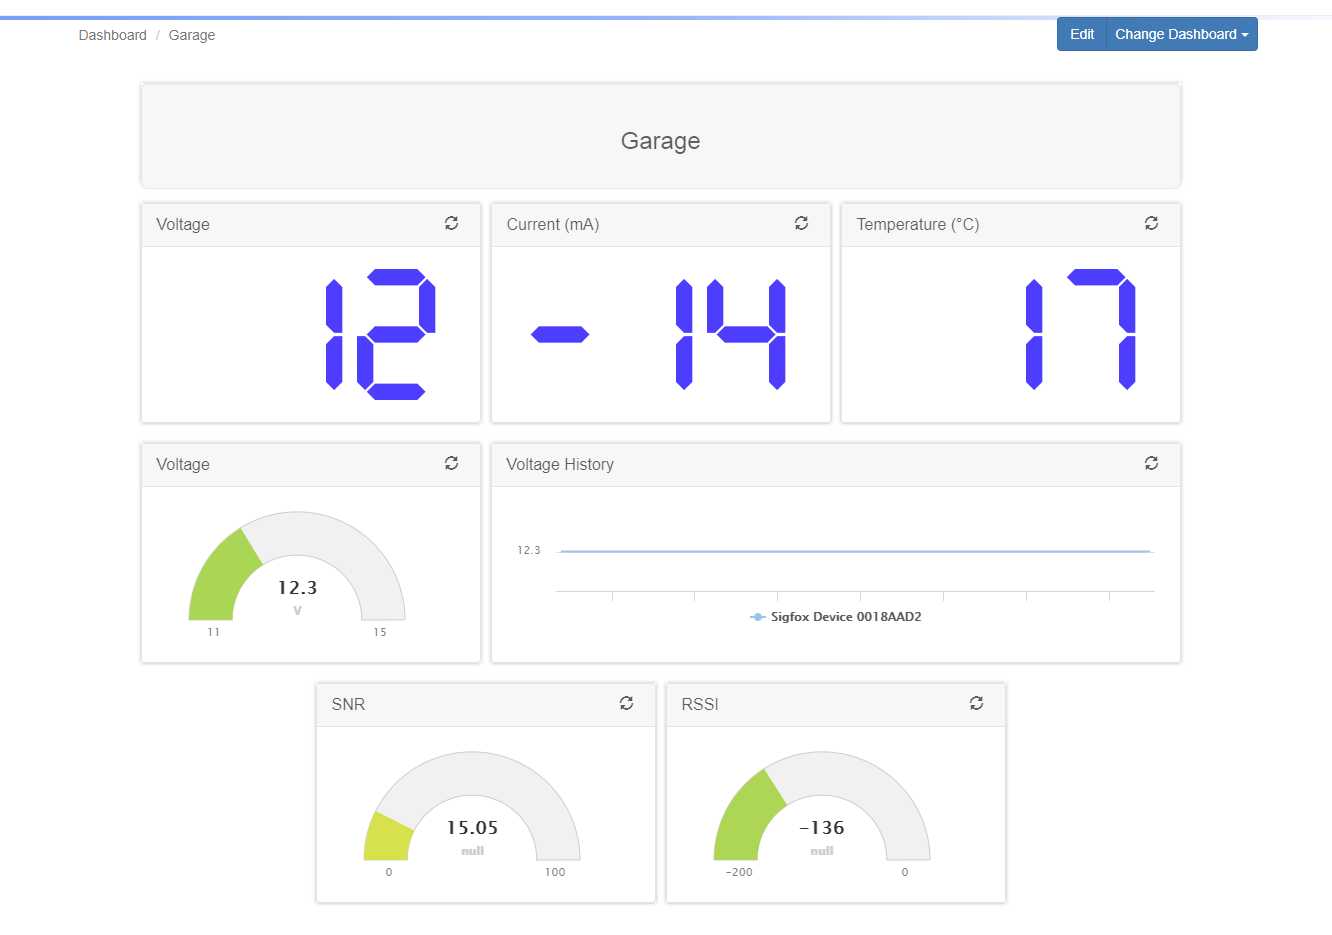 Dashboard / Garage
Edit
Change Dashboard
Garage
Voltage
Current (mA)
Temperature (°C)
12
-14
17
Voltage
Voltage History
12.3
V
11
15
12.3
Sigfox Device 0018AAD2
SNR
RSSI
15.05
null
0
100
-136
null
-200
0